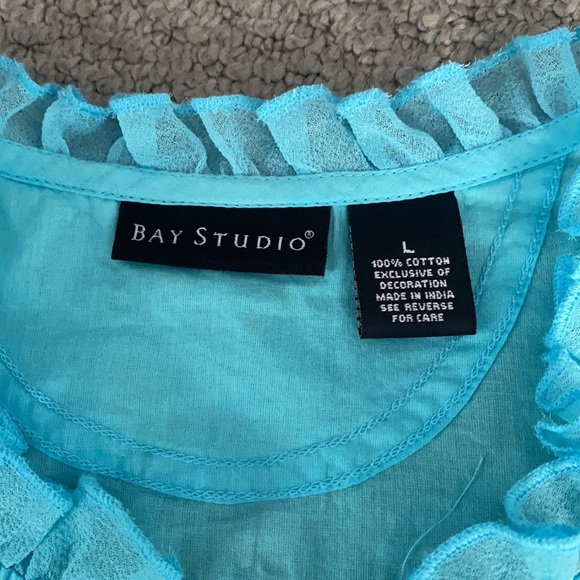 BAY STUDIO®
L
100% COTTON
EXCLUSIVE OF
DECORATION
MADE IN INDIA
SEE REVERSE
FOR CARE